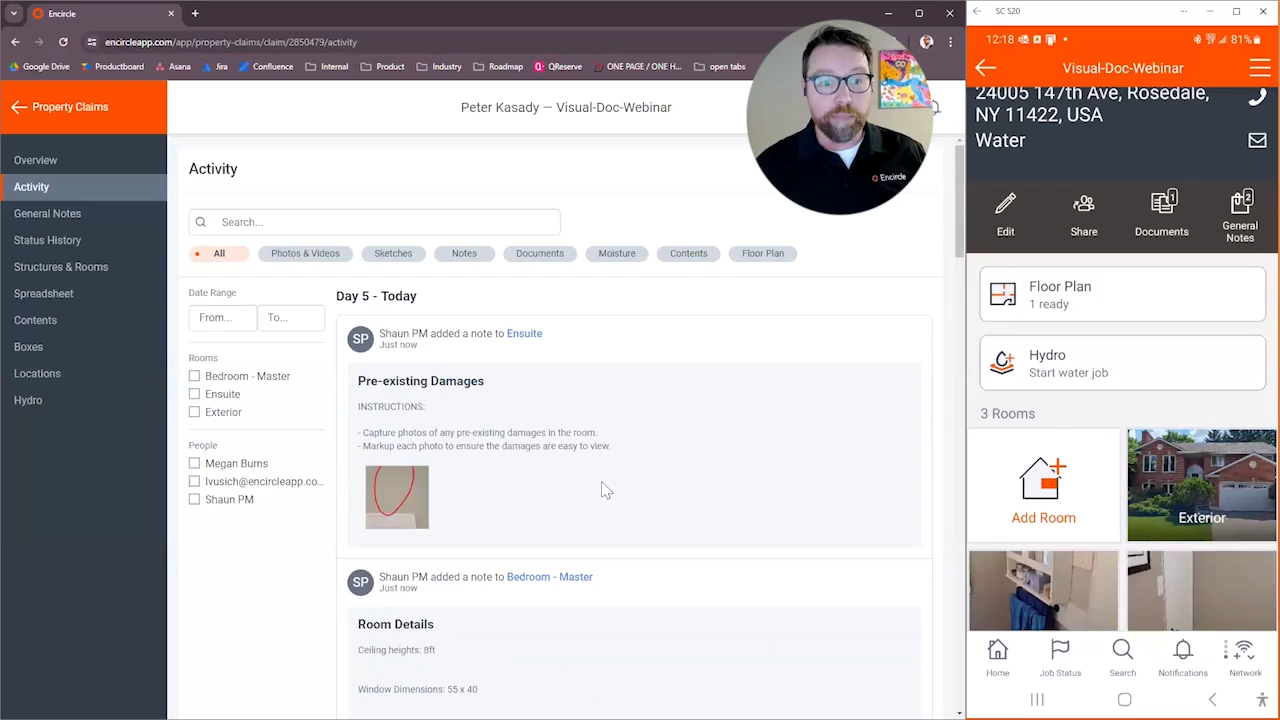 Encircle
SC S20
encircleapp.com/app/property-claims/claim/2850479/activity
Google Drive
Productboard
Asana
Jira
Confluence
Internal
Product
Industry
Roadmap
QReserve
ONE PAGE / ONE H...
open tabs
Property Claims
Peter Kasady — Visual-Doc-Webinar
Overview
Activity
General Notes
Status History
Structures & Rooms
Spreadsheet
Contents
Boxes
Locations
Hydro
Activity
Search...
All
Photos & Videos
Sketches
Notes
Documents
Moisture
Contents
Floor Plan
Date Range
From...
To...
Rooms
Bedroom - Master
Ensuite
Exterior
People
Megan Burns
lvusich@encircleapp.co...
Shaun PM
Day 5 - Today
SP
Shaun PM added a note to Ensuite
Just now
Pre-existing Damages
INSTRUCTIONS:
- Capture photos of any pre-existing damages in the room.
- Markup each photo to ensure the damages are easy to view.
SP
Shaun PM added a note to Bedroom - Master
Just now
Room Details
Ceiling heights: 8ft
Window Dimensions: 55 x 40
Encircle
12:18
81%
Visual-Doc-Webinar
24005 147th Ave, Rosedale,
NY 11422, USA
Water
Edit
Share
1
Documents
2
General
Notes
Floor Plan
1 ready
Hydro
Start water job
3 Rooms
Add Room
Exterior
Home
Job Status
Search
Notifications
Network